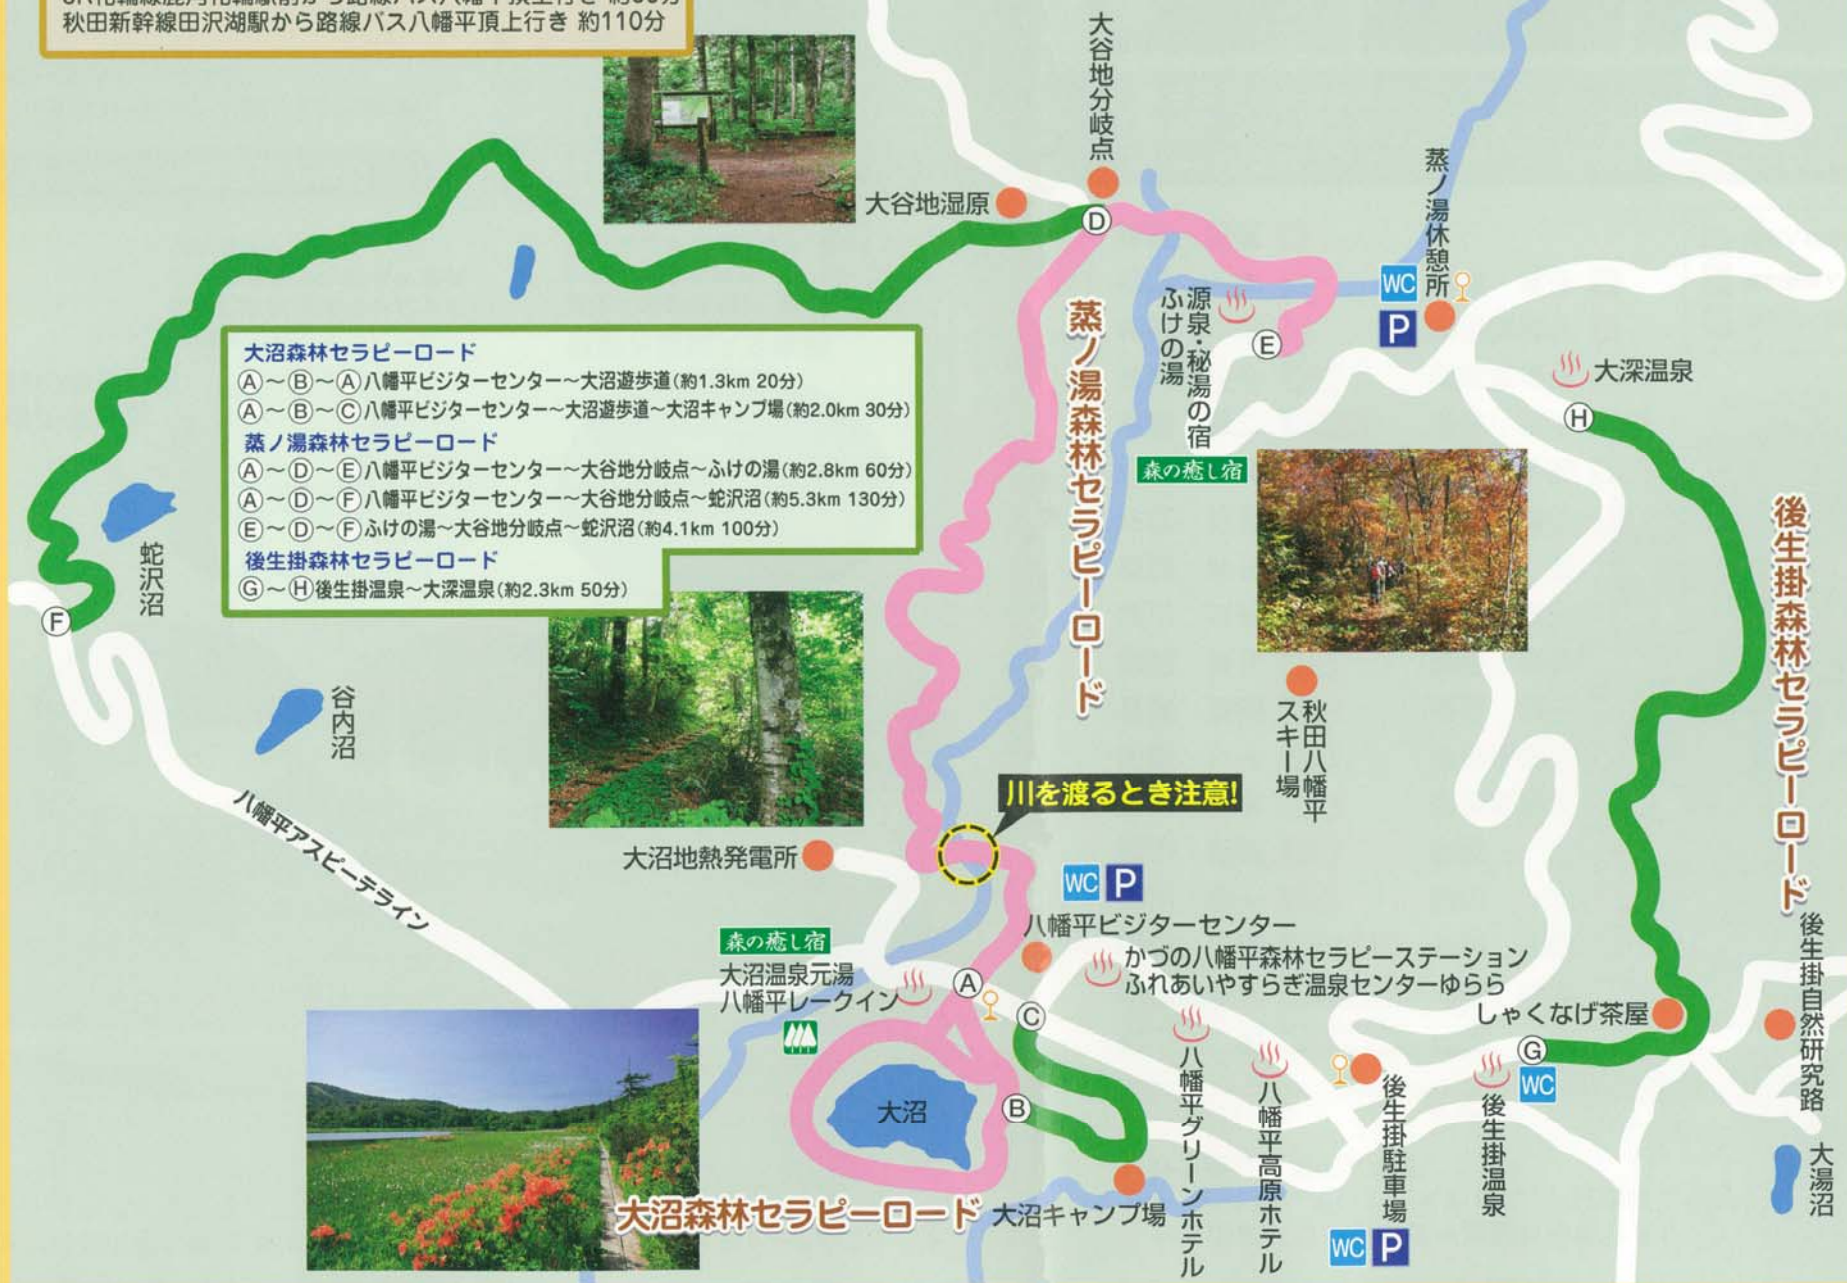 秋田新幹線田沢湖駅から路線バス八幡平頂上行き 約110分
大谷地分岐点
大谷地湿原
D
蒸ノ湯休憩所
WC
P
源泉・秘湯の宿
ふけの湯
E
森の癒し宿
大深温泉
H
蒸ノ湯森林セラピーロード
大沼森林セラピーロード
A～B～A八幡平ビジターセンター～大沼遊歩道(約1.3km 20分)
A～B～C八幡平ビジターセンター～大沼遊歩道～大沼キャンプ場(約2.0km 30分)
蒸ノ湯森林セラピーロード
A～D～E八幡平ビジターセンター～大谷地分岐点～ふけの湯(約2.8km 60分)
A～D～F八幡平ビジターセンター～大谷地分岐点～蛇沢沼(約5.3km 130分)
E～D～Fふけの湯～大谷地分岐点～蛇沢沼(約4.1km 100分)
後生掛森林セラピーロード
G～H後生掛温泉～大深温泉(約2.3km 50分)
蛇沢沼
F
谷内沼
八幡平アスピーテライン
後生掛森林セラピーロード
秋田八幡平
スキー場
川を渡るとき注意!
大沼地熱発電所
WC P
八幡平ビジターセンター
かづの八幡平森林セラピーステーション
ふれあいやすらぎ温泉センターゆらら
森の癒し宿
大沼温泉元湯
八幡平レークイン
A
C
B
大沼
大沼森林セラピーロード
大沼キャンプ場
八幡平グリーンホテル
八幡平高原ホテル
後生掛駐車場
WC P
しゃくなげ茶屋
G
WC
後生掛温泉
後生掛自然研究路
大湯沼